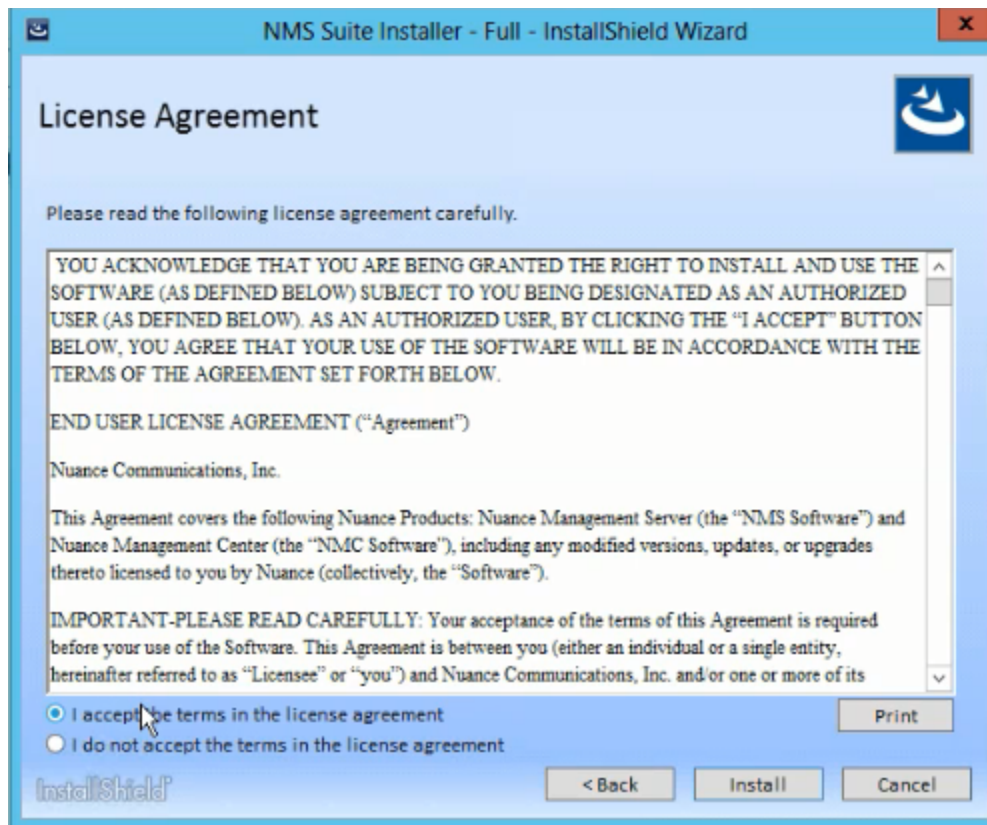 NMS Suite Installer - Full - InstallShield Wizard
x
License Agreement
Please read the following license agreement carefully.
YOU ACKNOWLEDGE THAT YOU ARE BEING GRANTED THE RIGHT TO INSTALL AND USE THE
SOFTWARE (AS DEFINED BELOW) SUBJECT TO YOU BEING DESIGNATED AS AN AUTHORIZED
USER (AS DEFINED BELOW). AS AN AUTHORIZED USER, BY CLICKING THE “I ACCEPT” BUTTON
BELOW, YOU AGREE THAT YOUR USE OF THE SOFTWARE WILL BE IN ACCORDANCE WITH THE
TERMS OF THE AGREEMENT SET FORTH BELOW.
END USER LICENSE AGREEMENT (“Agreement”)
Nuance Communications, Inc.
This Agreement covers the following Nuance Products: Nuance Management Server (the “NMS Software”) and
Nuance Management Center (the “NMC Software”), including any modified versions, updates, or upgrades
thereto licensed to you by Nuance (collectively, the “Software”).
IMPORTANT-PLEASE READ CAREFULLY: Your acceptance of the terms of this Agreement is required
before your use of the Software. This Agreement is between you (either an individual or a single entity,
hereinafter referred to as “Licensee” or “you”) and Nuance Communications, Inc. and/or one or more of its
I accept the terms in the license agreement
Print
I do not accept the terms in the license agreement
InstallShield
< Back
Install
Cancel